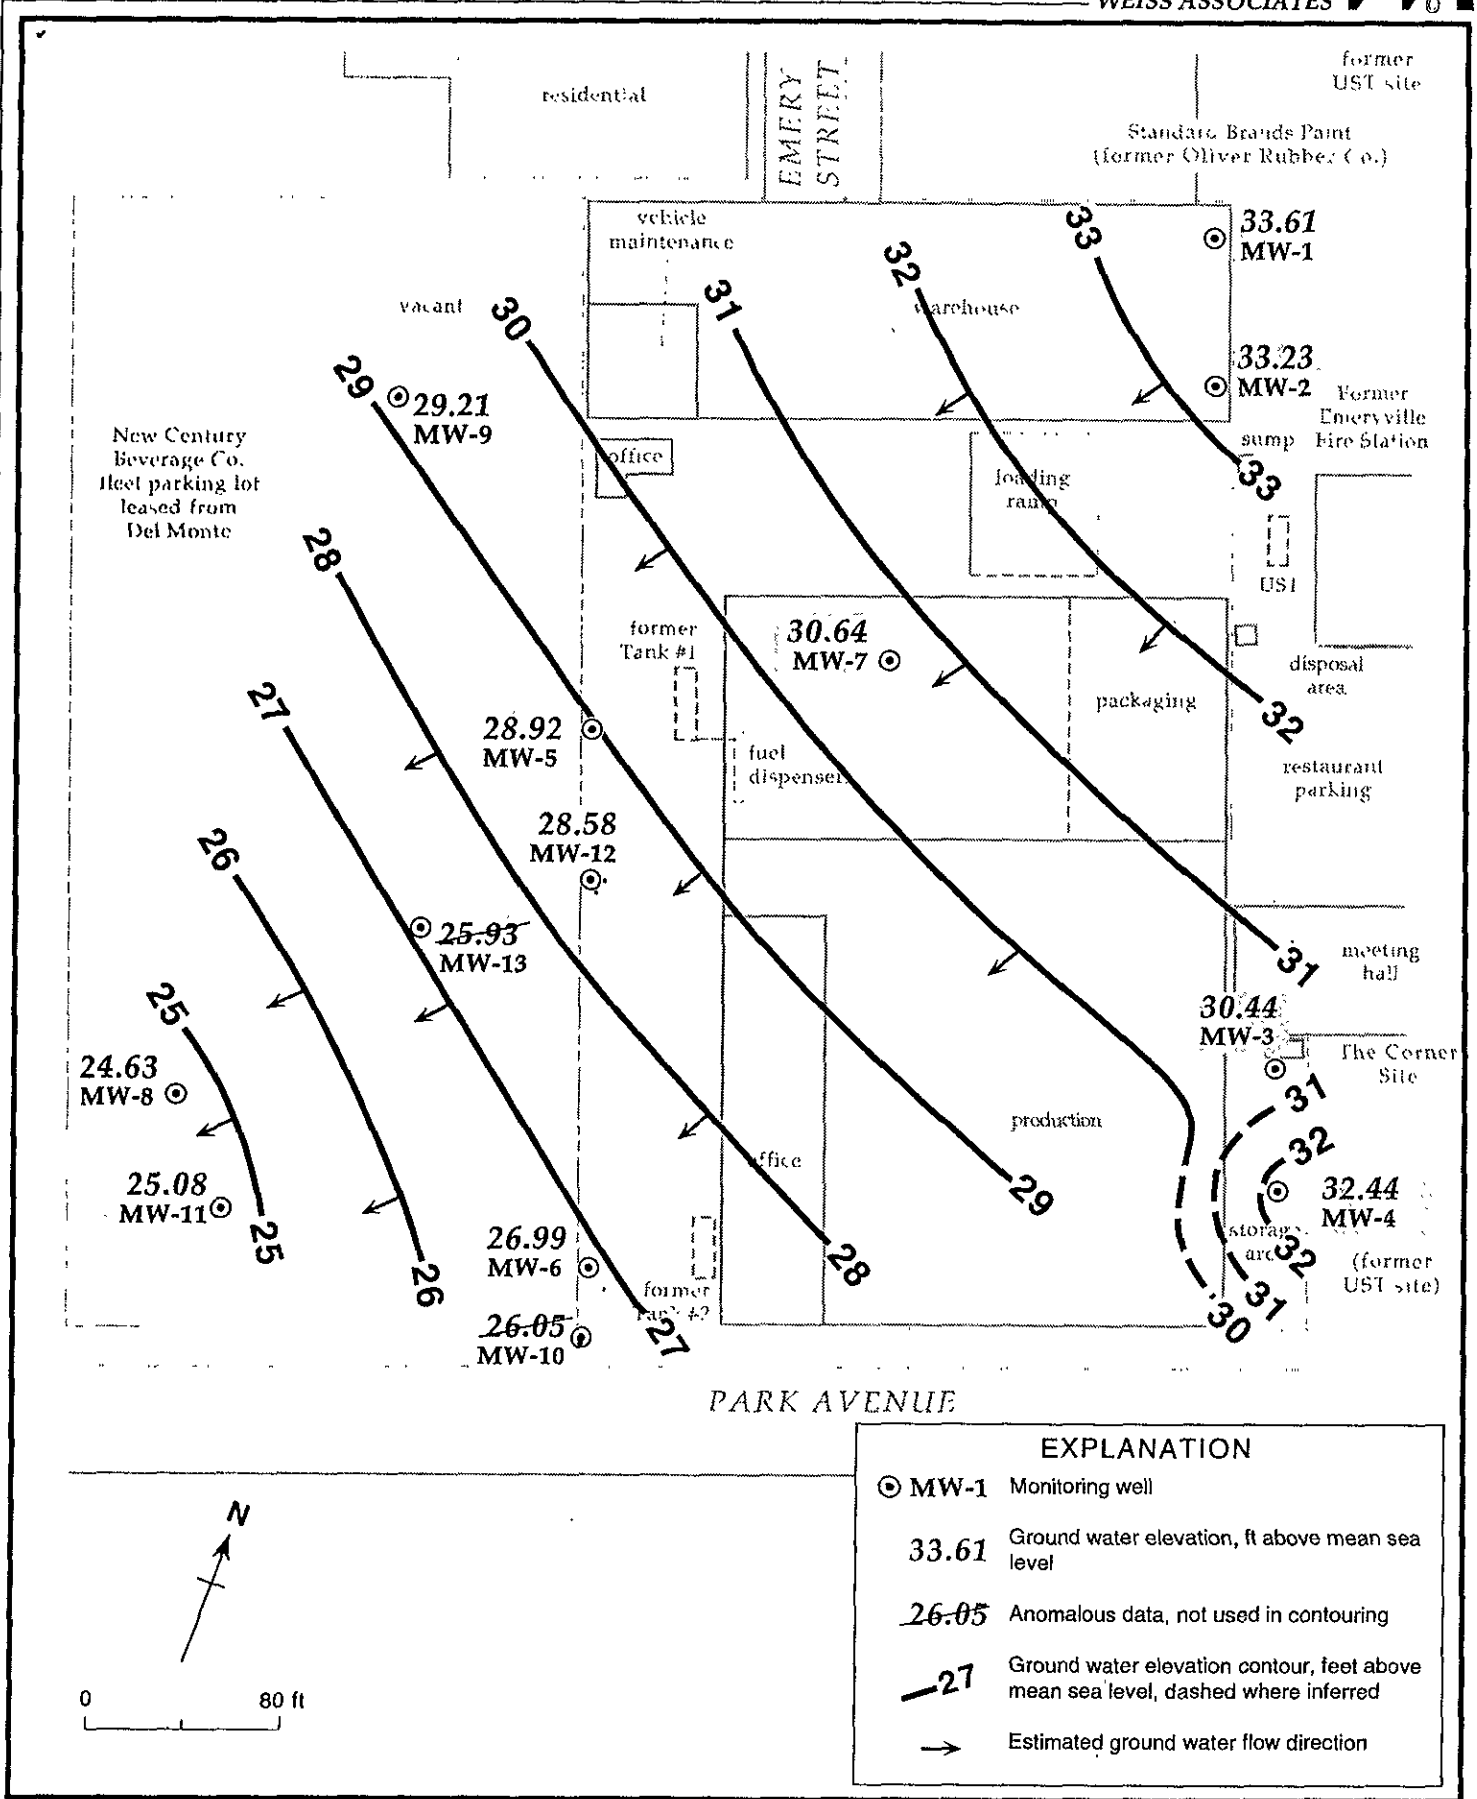 WEISS ASSOCIATES
EMERY
STREET
residential
former
UST site
Standard Brands Paint
(former Oliver Rubber Co.)
vehicle
maintenance
vacant
warehouse
30
31
32
33
33.61
MW-1
33.23
MW-2
29
29.21
MW-9
Former
Emeryville
Fire Station
sump
33
New Century
Beverage Co.
fleet parking lot
leased from
Del Monte
office
loading
ramp
28
UST
former
Tank #1
30.64
MW-7
disposal
area
packaging
27
32
28.92
MW-5
fuel
dispenser
restaurant
parking
28.58
MW-12
26
25.93
MW-13
31
meeting
hall
25
30.44
MW-3
The Corner
Site
24.63
MW-8
31
production
32
office
29
32.44
MW-4
25.08
MW-11
25
storage
area
32
(former
UST site)
26.99
MW-6
28
26
former
Tank #2
31
30
26.05
MW-10
27
PARK AVENUE
EXPLANATION
MW-1 Monitoring well
33.61 Ground water elevation, ft above mean sea
level
26.05 Anomalous data, not used in contouring
27 Ground water elevation contour, feet above
mean sea level, dashed where inferred
Estimated ground water flow direction
N
0 80 ft